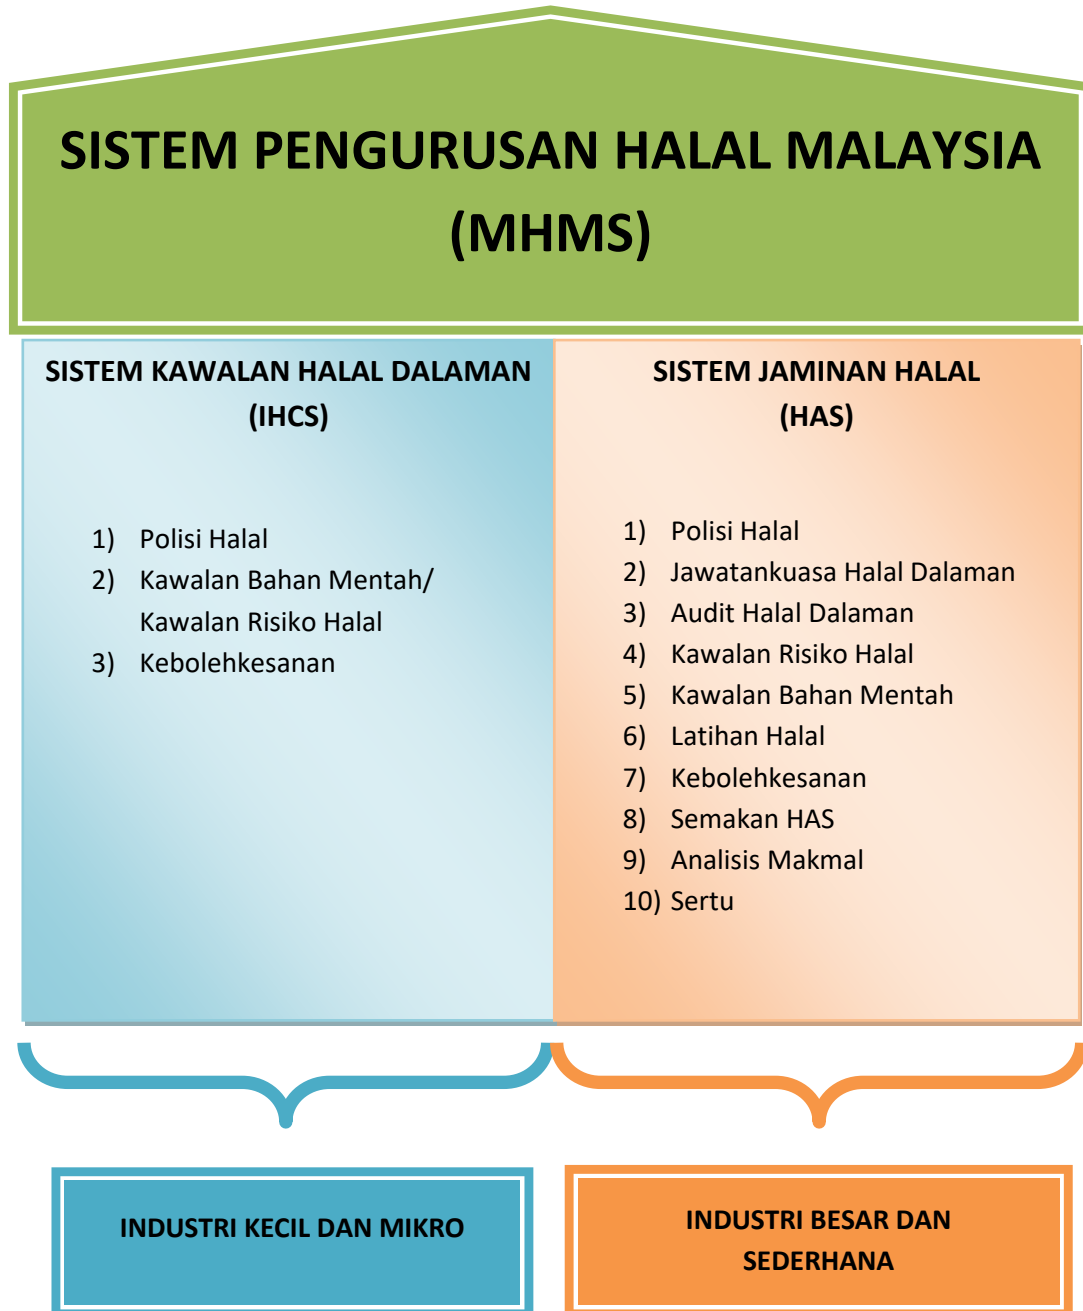 SISTEM PENGURUSAN HALAL MALAYSIA
(MHMS)
SISTEM KAWALAN HALAL DALAMAN
(IHCS)
1) Polisi Halal
2) Kawalan Bahan Mentah/
Kawalan Risiko Halal
3) Kebolehkesanan
SISTEM JAMINAN HALAL
(HAS)
1) Polisi Halal
2) Jawatankuasa Halal Dalaman
3) Audit Halal Dalaman
4) Kawalan Risiko Halal
5) Kawalan Bahan Mentah
6) Latihan Halal
7) Kebolehkesanan
8) Semakan HAS
9) Analisis Makmal
10) Sertu
INDUSTRI KECIL DAN MIKRO
INDUSTRI BESAR DAN
SEDERHANA